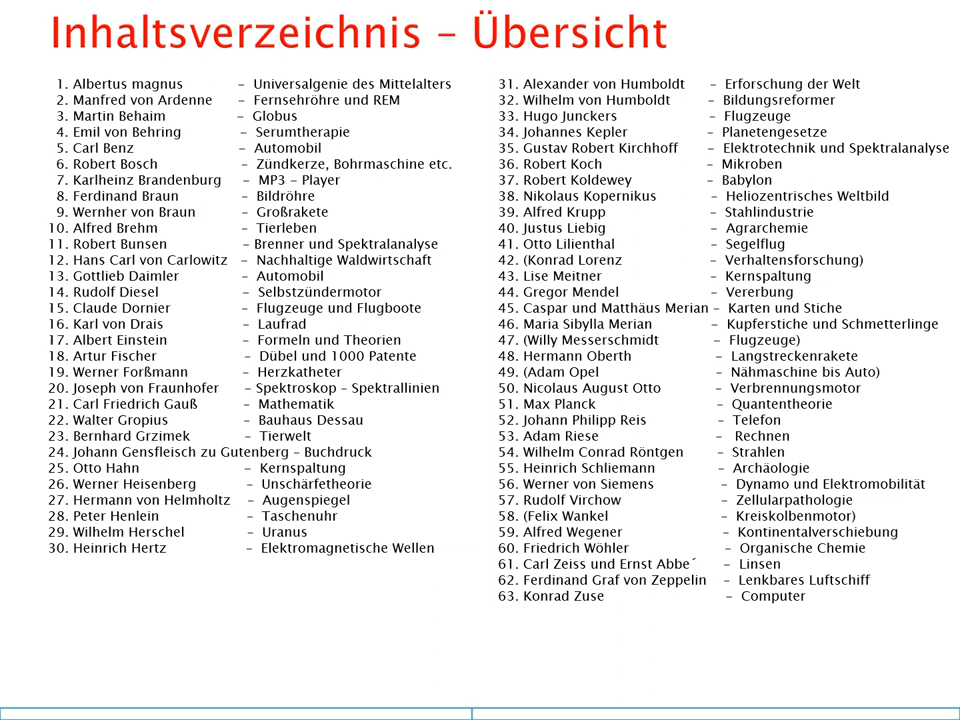 Inhaltsverzeichnis – Übersicht
1. Albertus magnus – Universalgenie des Mittelalters
2. Manfred von Ardenne – Fernsehröhre und REM
3. Martin Behaim – Globus
4. Emil von Behring – Serumtherapie
5. Carl Benz – Automobil
6. Robert Bosch – Zündkerze, Bohrmaschine etc.
7. Karlheinz Brandenburg – MP3 – Player
8. Ferdinand Braun – Bildröhre
9. Wernher von Braun – Großrakete
10. Alfred Brehm – Tierleben
11. Robert Bunsen – Brenner und Spektralanalyse
12. Hans Carl von Carlowitz – Nachhaltige Waldwirtschaft
13. Gottlieb Daimler – Automobil
14. Rudolf Diesel – Selbstzündermotor
15. Claude Dornier – Flugzeuge und Flugboote
16. Karl von Drais – Laufrad
17. Albert Einstein – Formeln und Theorien
18. Artur Fischer – Dübel und 1000 Patente
19. Werner Forßmann – Herzkatheter
20. Joseph von Fraunhofer – Spektroskop – Spektrallinien
21. Carl Friedrich Gauß – Mathematik
22. Walter Gropius – Bauhaus Dessau
23. Bernhard Grzimek – Tierwelt
24. Johann Gensfleisch zu Gutenberg – Buchdruck
25. Otto Hahn – Kernspaltung
26. Werner Heisenberg – Unschärfetheorie
27. Hermann von Helmholtz – Augenspiegel
28. Peter Henlein – Taschenuhr
29. Wilhelm Herschel – Uranus
30. Heinrich Hertz – Elektromagnetische Wellen
31. Alexander von Humboldt – Erforschung der Welt
32. Wilhelm von Humboldt – Bildungsreformer
33. Hugo Junckers – Flugzeuge
34. Johannes Kepler – Planetengesetze
35. Gustav Robert Kirchhoff – Elektrotechnik und Spektralanalyse
36. Robert Koch – Mikroben
37. Robert Koldewey – Babylon
38. Nikolaus Kopernikus – Heliozentrisches Weltbild
39. Alfred Krupp – Stahlindustrie
40. Justus Liebig – Agrarchemie
41. Otto Lilienthal – Segelflug
42. (Konrad Lorenz – Verhaltensforschung)
43. Lise Meitner – Kernspaltung
44. Gregor Mendel – Vererbung
45. Caspar und Matthäus Merian – Karten und Stiche
46. Maria Sibylla Merian – Kupferstiche und Schmetterlinge
47. (Willy Messerschmidt – Flugzeuge)
48. Hermann Oberth – Langstreckenrakete
49. (Adam Opel – Nähmaschine bis Auto)
50. Nicolaus August Otto – Verbrennungsmotor
51. Max Planck – Quantentheorie
52. Johann Philipp Reis – Telefon
53. Adam Riese – Rechnen
54. Wilhelm Conrad Röntgen – Strahlen
55. Heinrich Schliemann – Archäologie
56. Werner von Siemens – Dynamo und Elektromobilität
57. Rudolf Virchow – Zellularpathologie
58. (Felix Wankel – Kreiskolbenmotor)
59. Alfred Wegener – Kontinentalverschiebung
60. Friedrich Wöhler – Organische Chemie
61. Carl Zeiss und Ernst Abbe´ – Linsen
62. Ferdinand Graf von Zeppelin – Lenkbares Luftschiff
63. Konrad Zuse – Computer